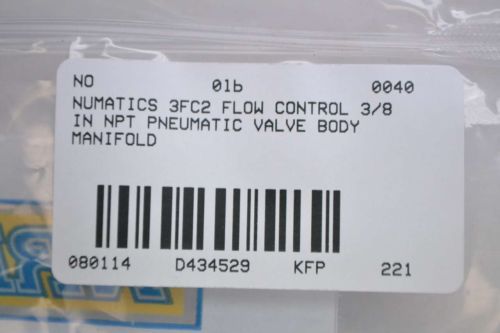 NO 01b 0040
NUMATICS 3FC2 FLOW CONTROL 3/8
IN NPT PNEUMATIC VALVE BODY
MANIFOLD
080114 D434529 KFP 221